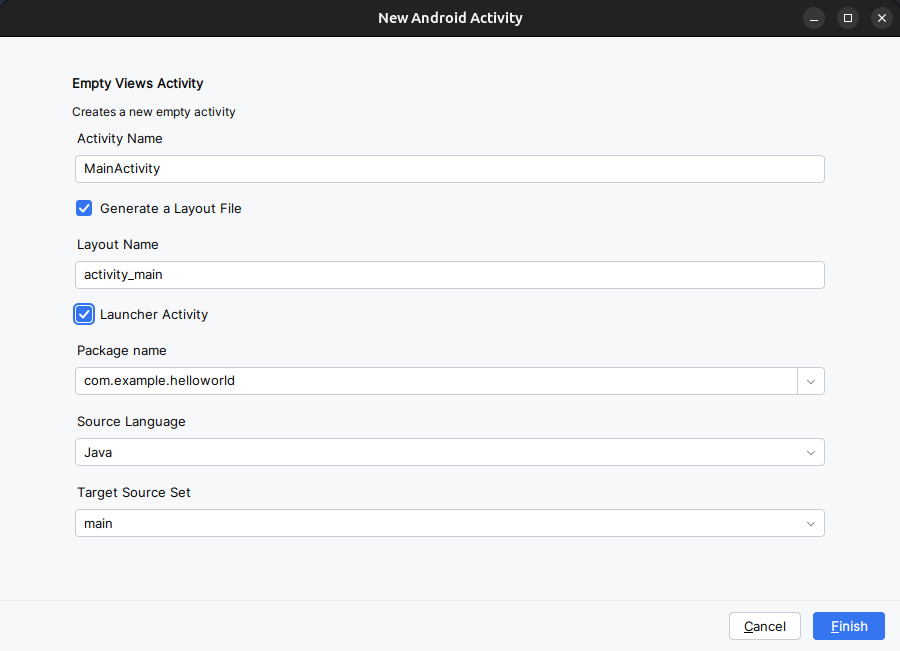 New Android Activity
Empty Views Activity
Creates a new empty activity
Activity Name
MainActivity
Generate a Layout File
Layout Name
activity_main
Launcher Activity
Package name
com.example.helloworld
Source Language
Java
Target Source Set
main
Cancel Finish